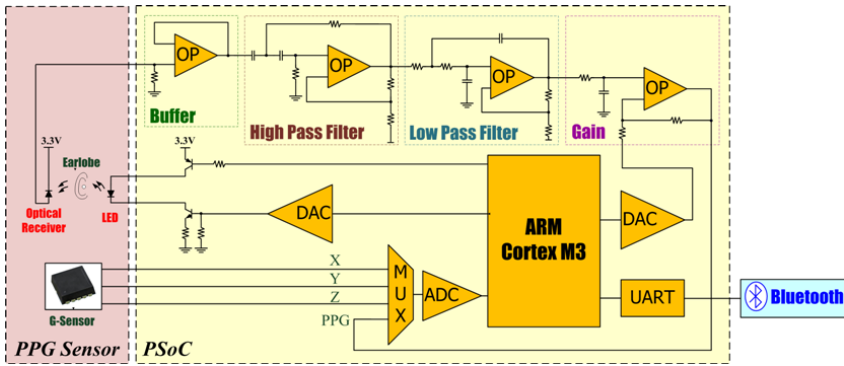 OP
Buffer
OP
High Pass Filter
OP
Low Pass Filter
OP
Gain
3.3V
Earlobe
Optical
Receiver
LED
3.3V
DAC
ARM
Cortex M3
DAC
X
Y
Z
PPG
MUX
ADC
UART
Bluetooth
G-Sensor
PPG Sensor
PSoC